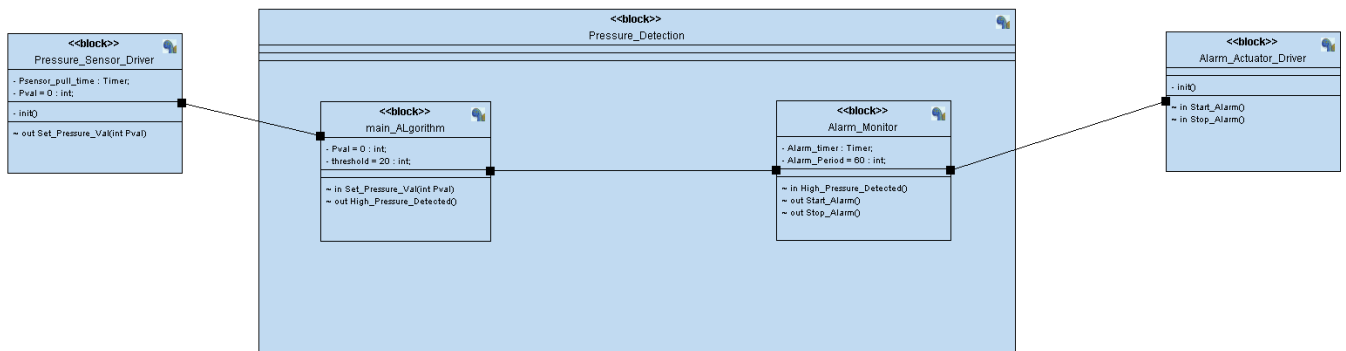 <<block>>
Pressure_Sensor_Driver
- Psensor_pull_time : Timer;
- Pval = 0 : int;
- init()
~ out Set_Pressure_Val(int Pval)
<<block>>
Pressure_Detection
<<block>>
main_ALgorithm
- Pval = 0 : int;
- threshold = 20 : int;
~ in Set_Pressure_Val(int Pval)
~ out High_Pressure_Detected()
<<block>>
Alarm_Monitor
- Alarm_timer : Timer;
- Alarm_Period = 60 : int;
~ in High_Pressure_Detected()
~ out Start_Alarm()
~ out Stop_Alarm()
<<block>>
Alarm_Actuator_Driver
- init()
~ in Start_Alarm()
~ in Stop_Alarm()